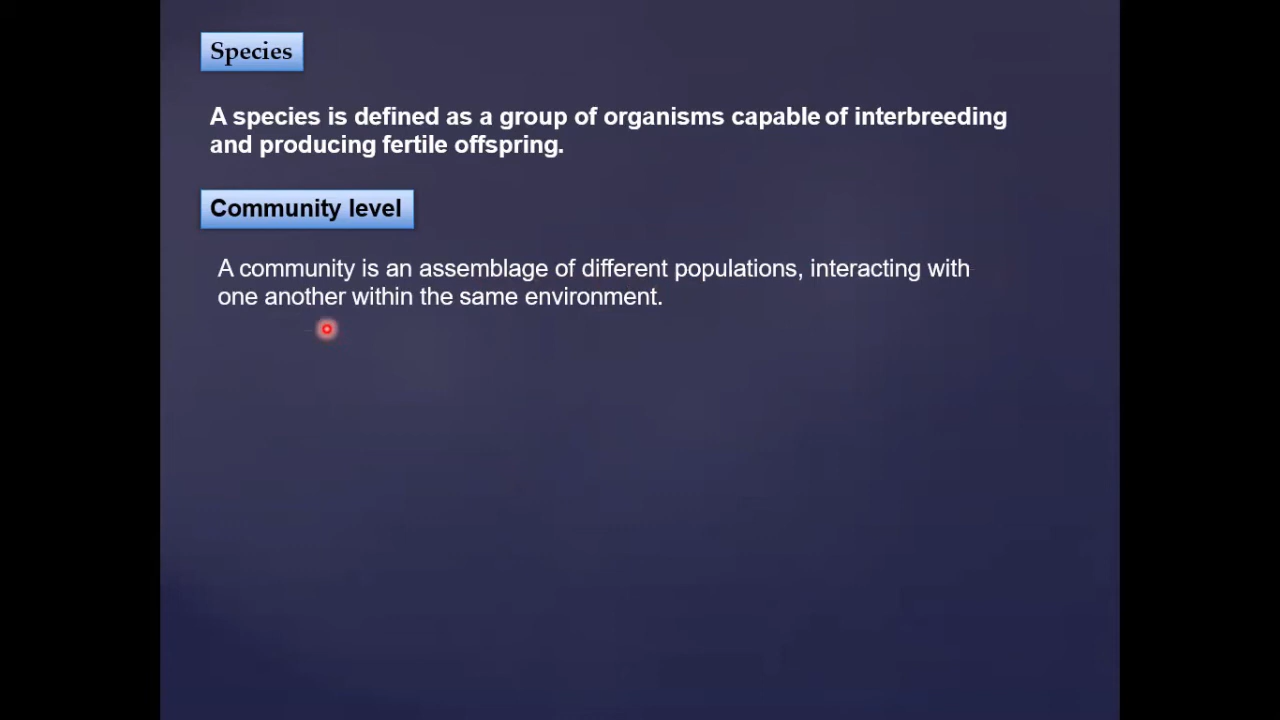 Species
A species is defined as a group of organisms capable of interbreeding
and producing fertile offspring.
Community level
A community is an assemblage of different populations, interacting with
one another within the same environment.